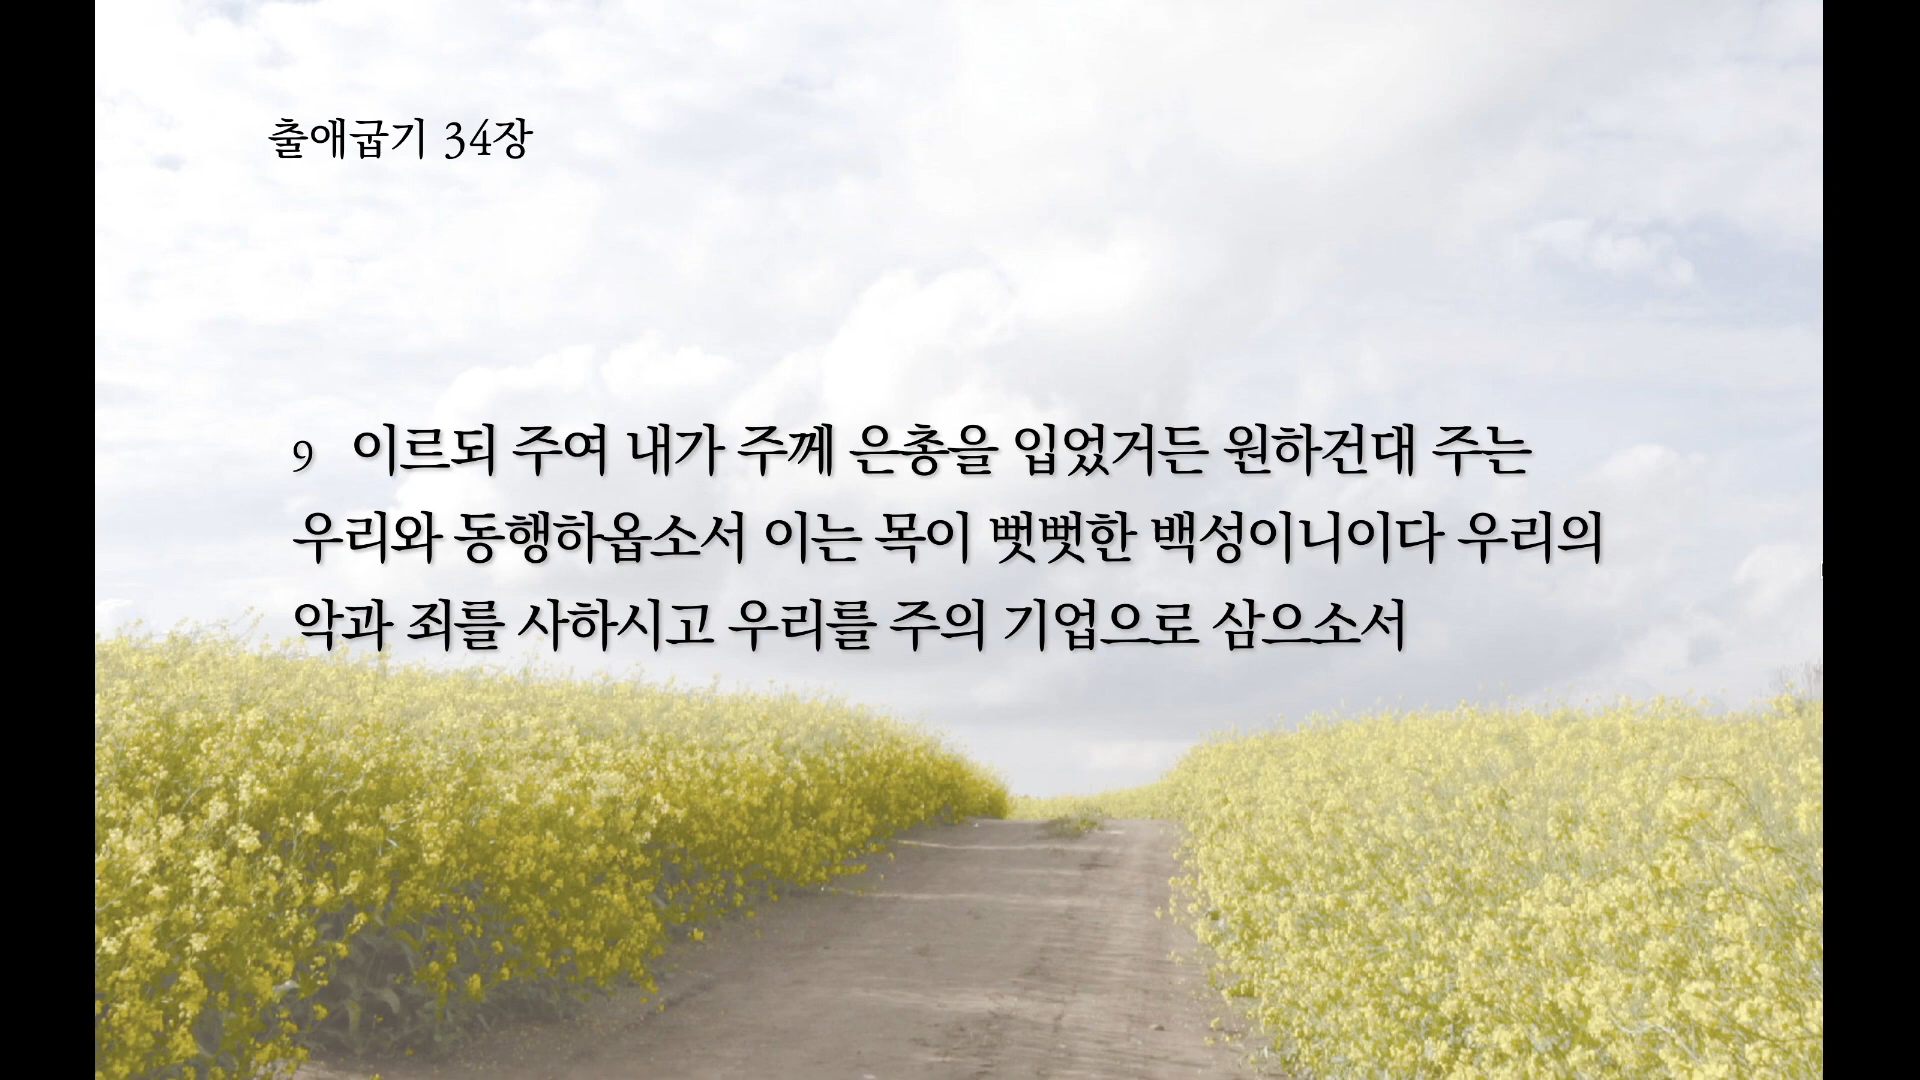 출애굽기 34장
9 이르되 주여 내가 주께 은총을 입었거든 원하건대 주는
우리와 동행하옵소서 이는 목이 뻣뻣한 백성이니이다 우리의
악과 죄를 사하시고 우리를 주의 기업으로 삼으소서